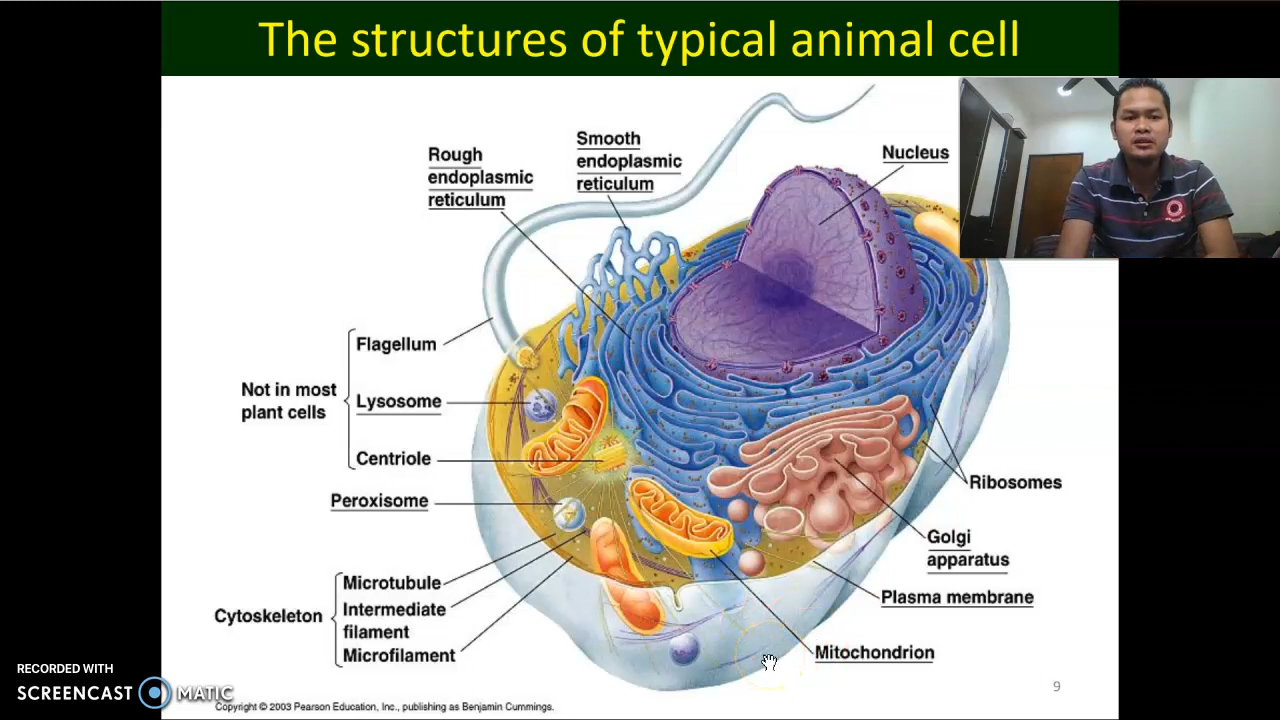 The structures of typical animal cell
Smooth
endoplasmic
reticulum
Rough
endoplasmic
reticulum
Nucleus
Flagellum
Not in most
plant cells
Lysosome
Centriole
Peroxisome
Ribosomes
Golgi
apparatus
Microtubule
Cytoskeleton
Intermediate
filament
Microfilament
Plasma membrane
Mitochondrion
9
RECORDED WITH
SCREENCAST MATIC
Copyright © 2003 Pearson Education, Inc., publishing as Benjamin Cummings.